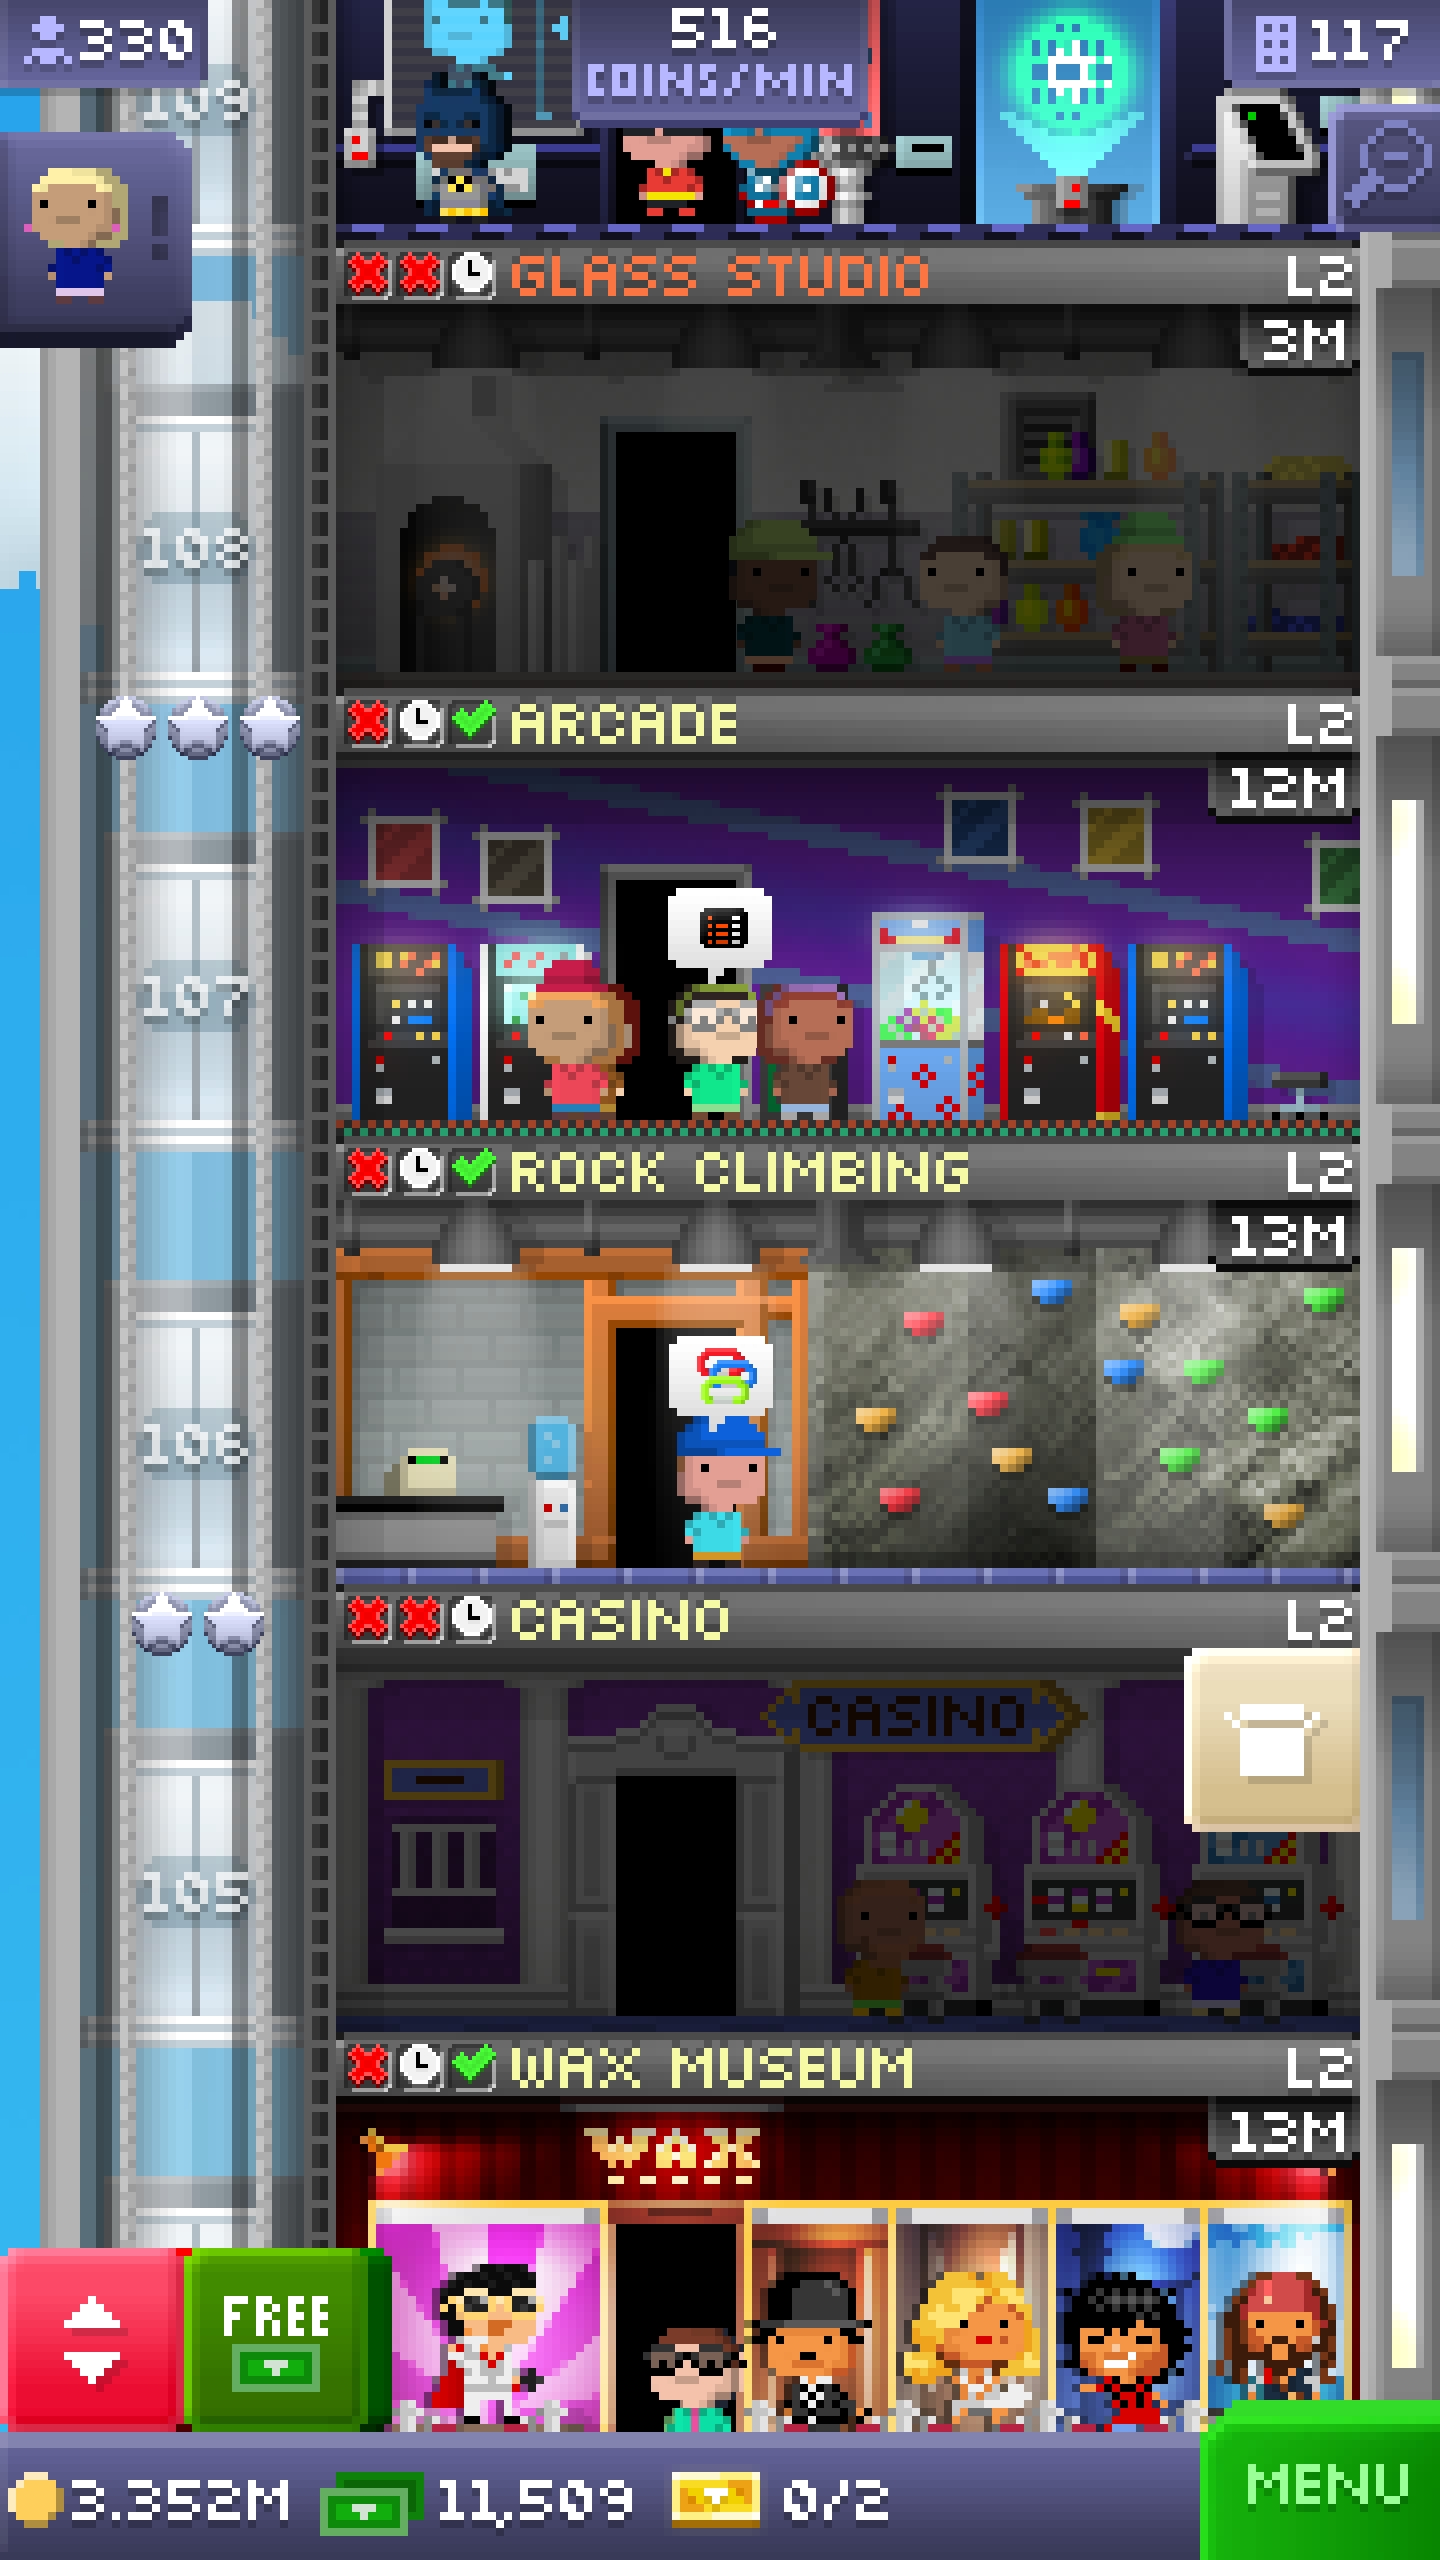 330
516
COINS/MIN
117
109
GLASS STUDIO L2
3M
108
ARCADE L2
12M
107
ROCK CLIMBING L2
13M
106
CASINO L2
CASINO
105
WAX MUSEUM L2
13M
WAX
FREE
3.352M 11,509 0/2
MENU